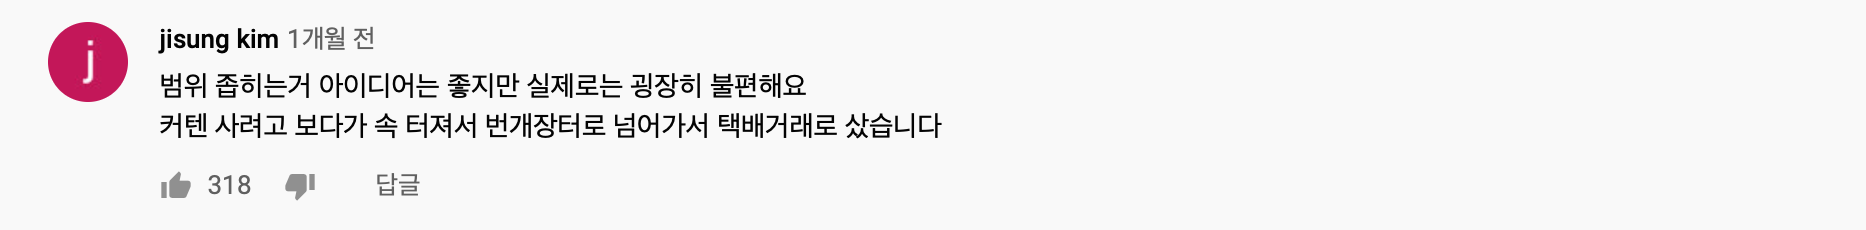 j
jisung kim 1개월 전
범위 좁히는거 아이디어는 좋지만 실제로는 굉장히 불편해요
커텐 사려고 보다가 속 터져서 번개장터로 넘어가서 택배거래로 샀습니다
318 답글